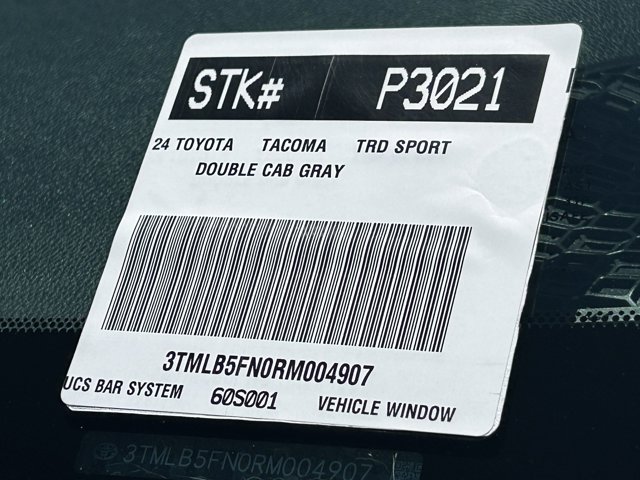 STK# P3021
24 TOYOTA TACOMA TRD SPORT
DOUBLE CAB GRAY
3TMLB5FN0RM004907
UCS BAR SYSTEM 60S001 VEHICLE WINDOW
3TMLB5FN0RM004907